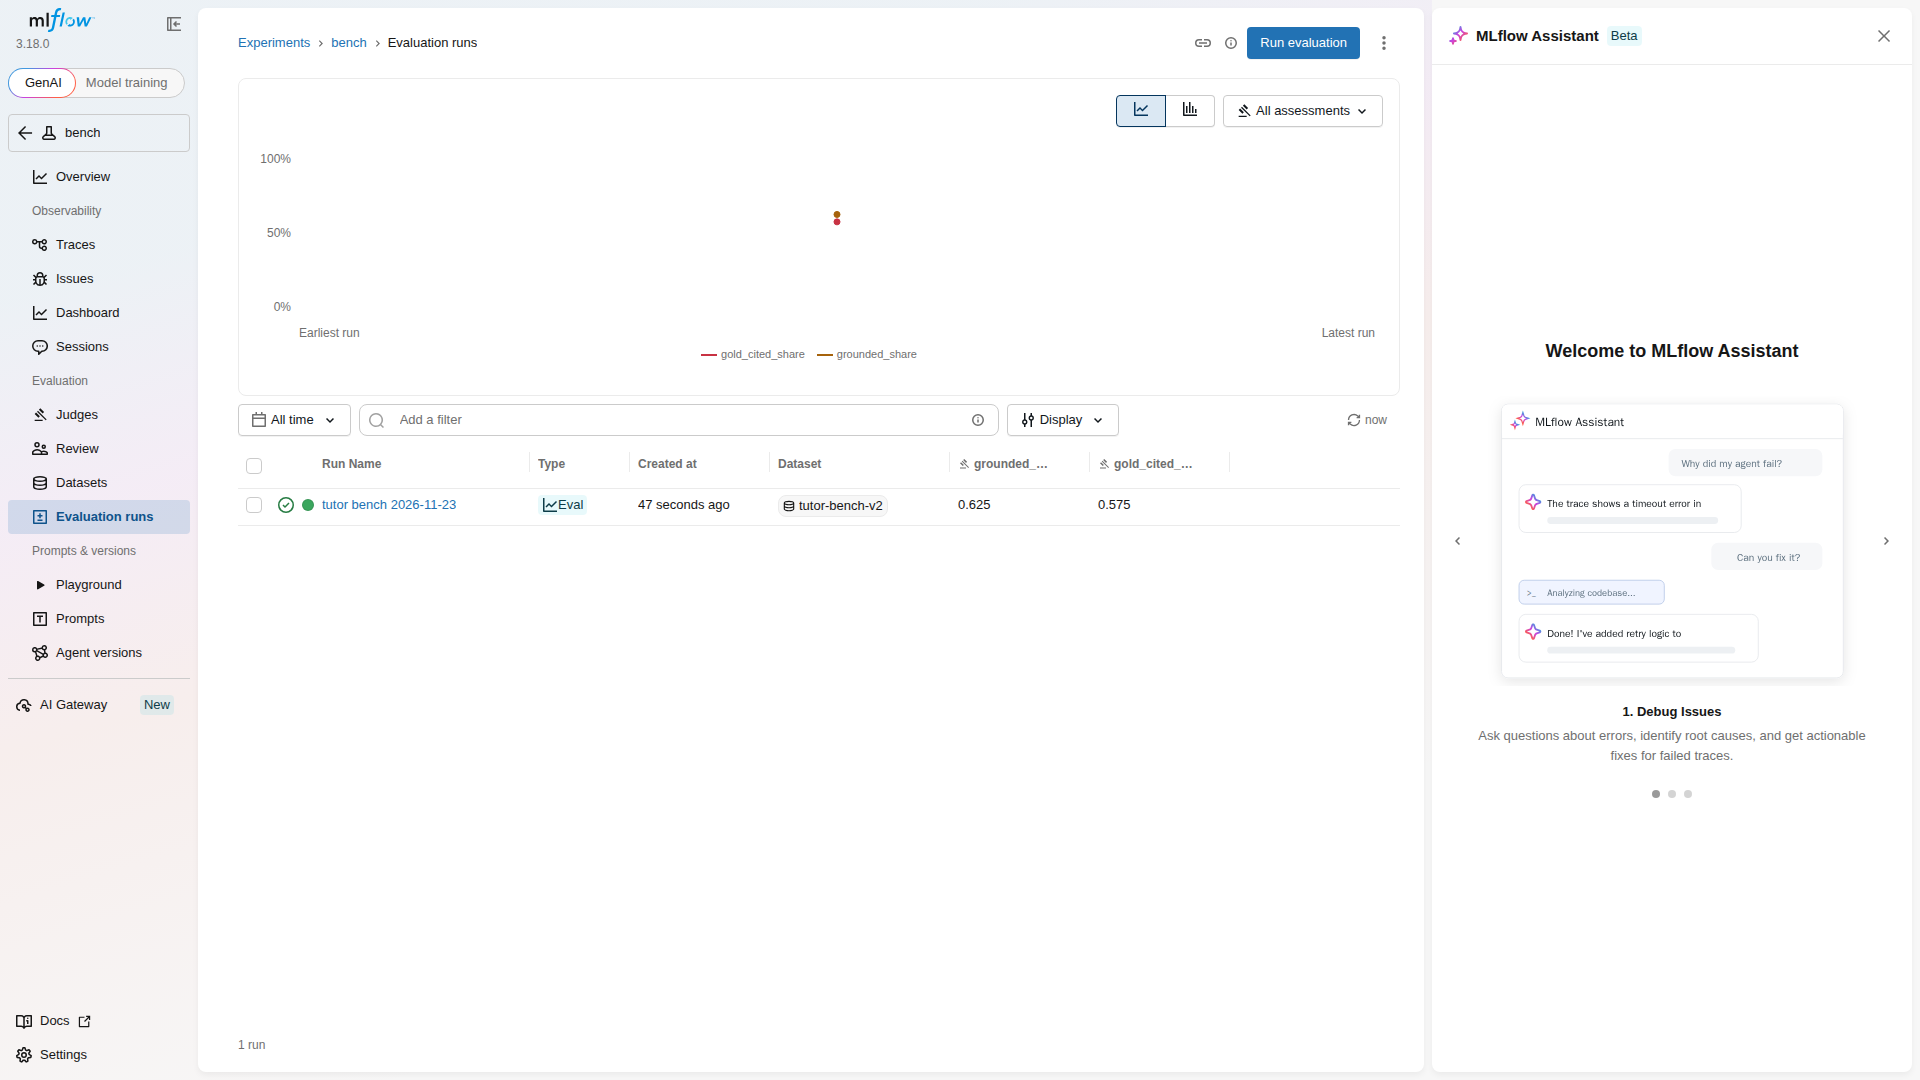 mlflow
3.18.0
GenAI
Model training
bench
Overview
Observability
Traces
Issues
Dashboard
Sessions
Evaluation
Judges
Review
Datasets
Evaluation runs
Prompts & versions
Playground
Prompts
Agent versions
AI Gateway New
Docs
Settings
Experiments > bench > Evaluation runs
Run evaluation
All assessments
100%
50%
0%
Earliest run
Latest run
gold_cited_share grounded_share
All time
Add a filter
Display
now
Run Name Type Created at Dataset grounded_... gold_cited_...
tutor bench 2026-11-23 Eval 47 seconds ago tutor-bench-v2 0.625 0.575
1 run
MLflow Assistant Beta
Welcome to MLflow Assistant
MLflow Assistant
Why did my agent fail?
The trace shows a timeout error in
Can you fix it?
>_ Analyzing codebase...
Done! I've added retry logic to
1. Debug Issues
Ask questions about errors, identify root causes, and get actionable
fixes for failed traces.